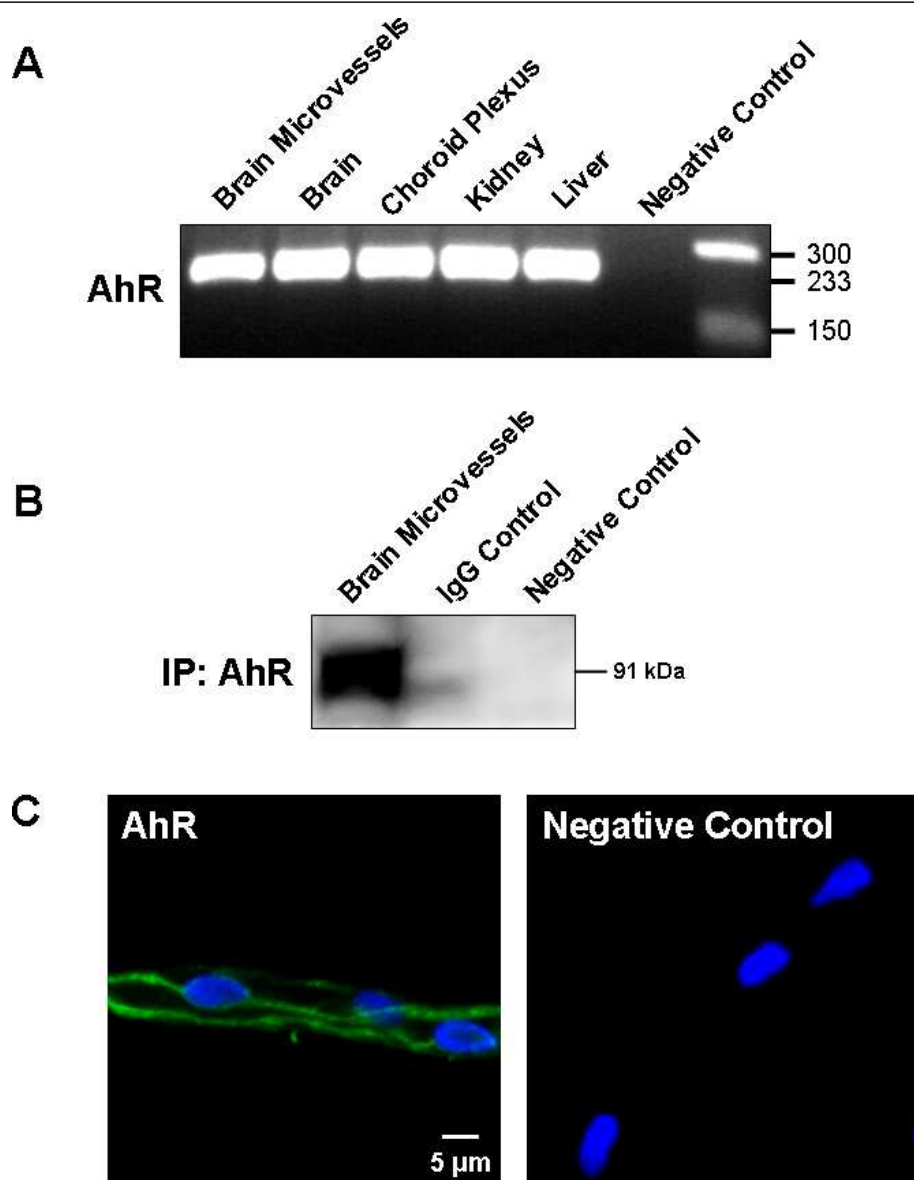 A
Brain Microvessels
Brain
Choroid Plexus
Kidney
Liver
Negative Control
AhR
300
233
150
B
Brain Microvessels
IgG Control
Negative Control
IP: AhR
91 kDa
C
AhR
Negative Control
5 µm